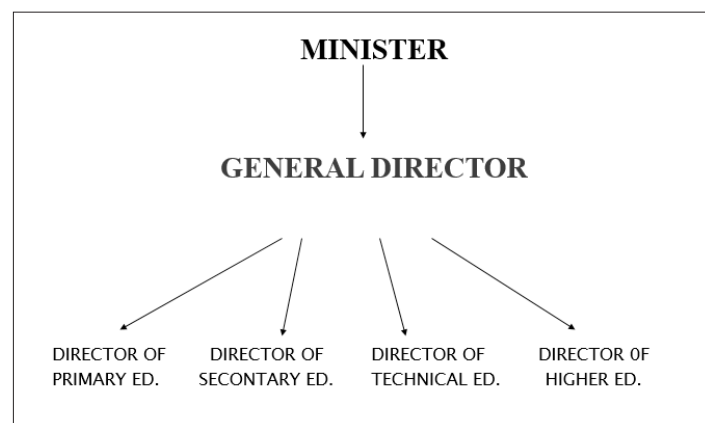 MINISTER
GENERAL DIRECTOR
DIRECTOR OF
PRIMARY ED.
DIRECTOR OF
SECONTARY ED.
DIRECTOR OF
TECHNICAL ED.
DIRECTOR 0F
HIGHER ED.